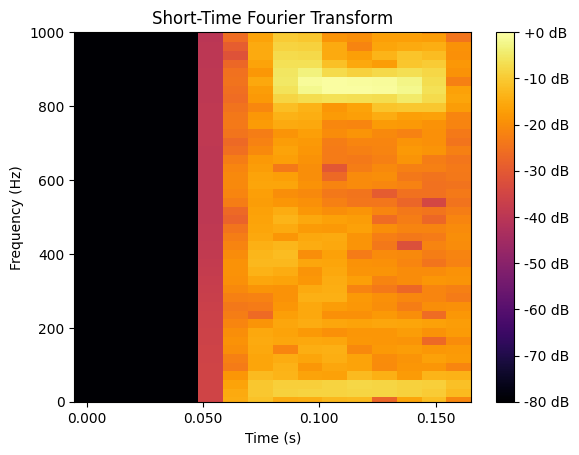 Short-Time Fourier Transform
1000
800
600
400
200
0
Frequency (Hz)
0.000
0.050
0.100
0.150
Time (s)
+0 dB
-10 dB
-20 dB
-30 dB
-40 dB
-50 dB
-60 dB
-70 dB
-80 dB